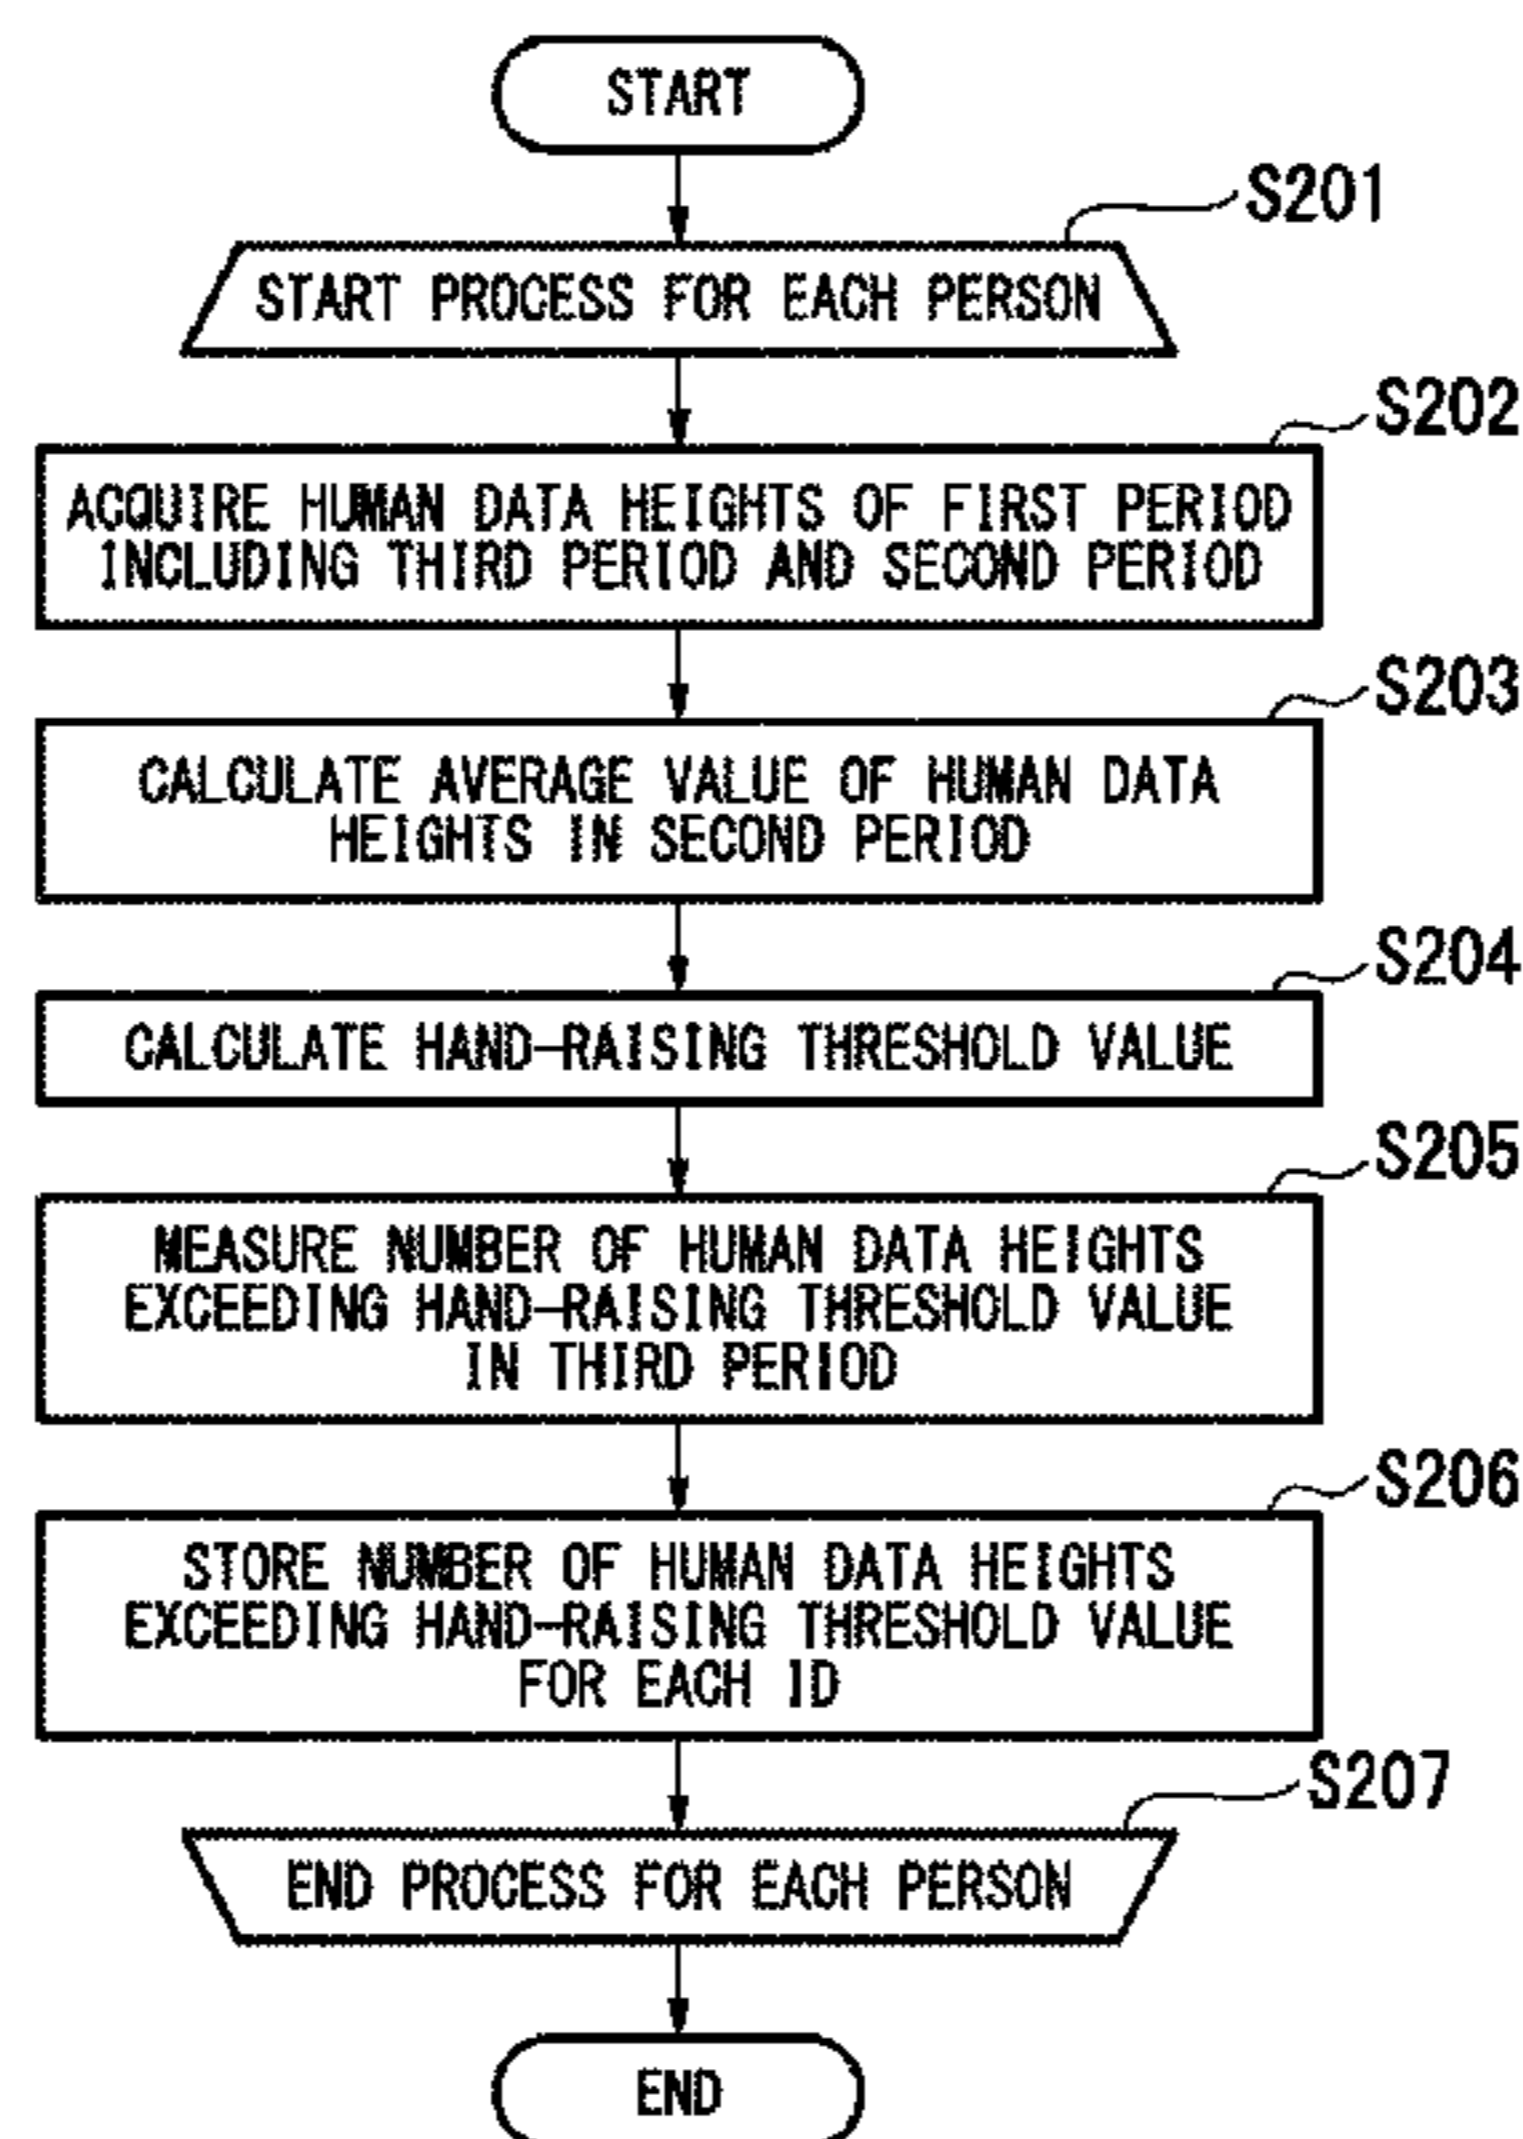 START
S201
START PROCESS FOR EACH PERSON
S202
ACQUIRE HUMAN DATA HEIGHTS OF FIRST PERIOD
INCLUDING THIRD PERIOD AND SECOND PERIOD
S203
CALCULATE AVERAGE VALUE OF HUMAN DATA
HEIGHTS IN SECOND PERIOD
S204
CALCULATE HAND-RAISING THRESHOLD VALUE
S205
MEASURE NUMBER OF HUMAN DATA HEIGHTS
EXCEEDING HAND-RAISING THRESHOLD VALUE
IN THIRD PERIOD
S206
STORE NUMBER OF HUMAN DATA HEIGHTS
EXCEEDING HAND-RAISING THRESHOLD VALUE
FOR EACH ID
S207
END PROCESS FOR EACH PERSON
END